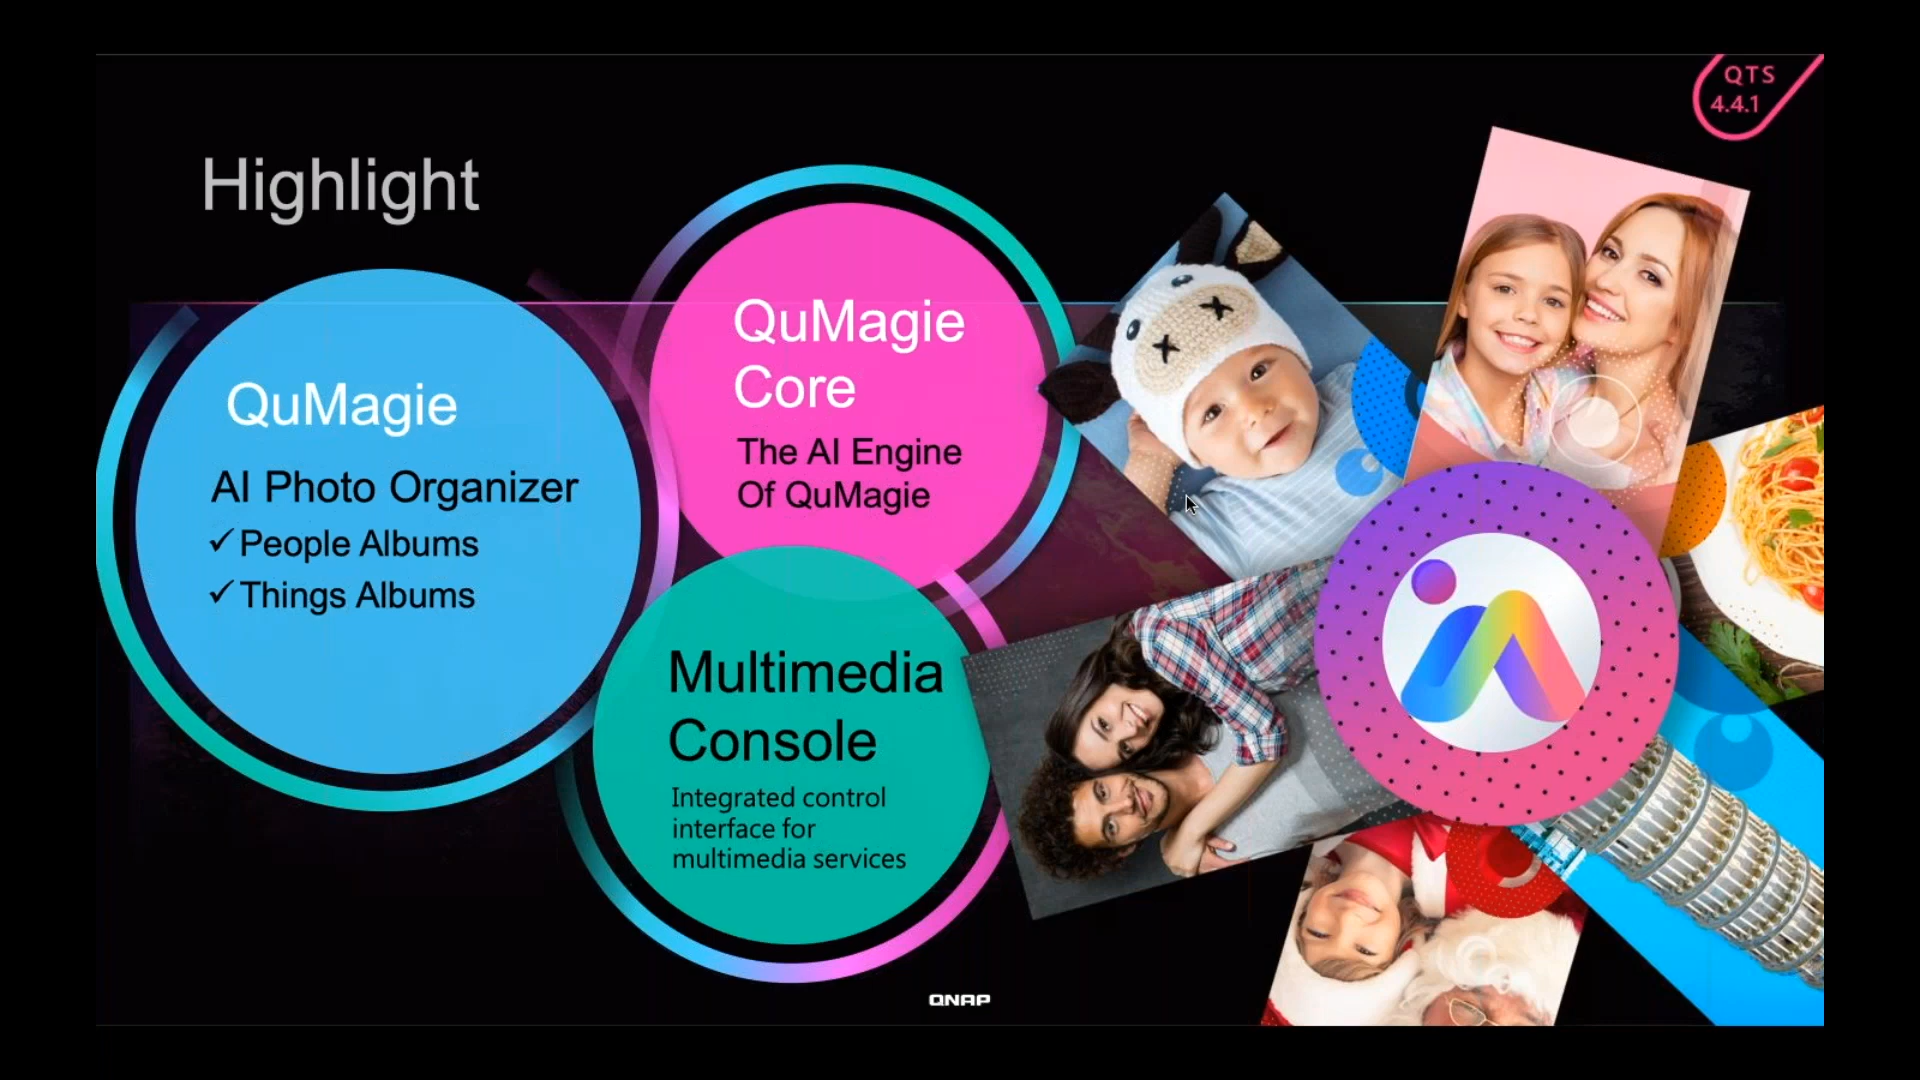 QTS
4.4.1
Highlight
QuMagie
AI Photo Organizer
✓ People Albums
✓ Things Albums
QuMagie
Core
The AI Engine
Of QuMagie
Multimedia
Console
Integrated control
interface for
multimedia services
QNAP